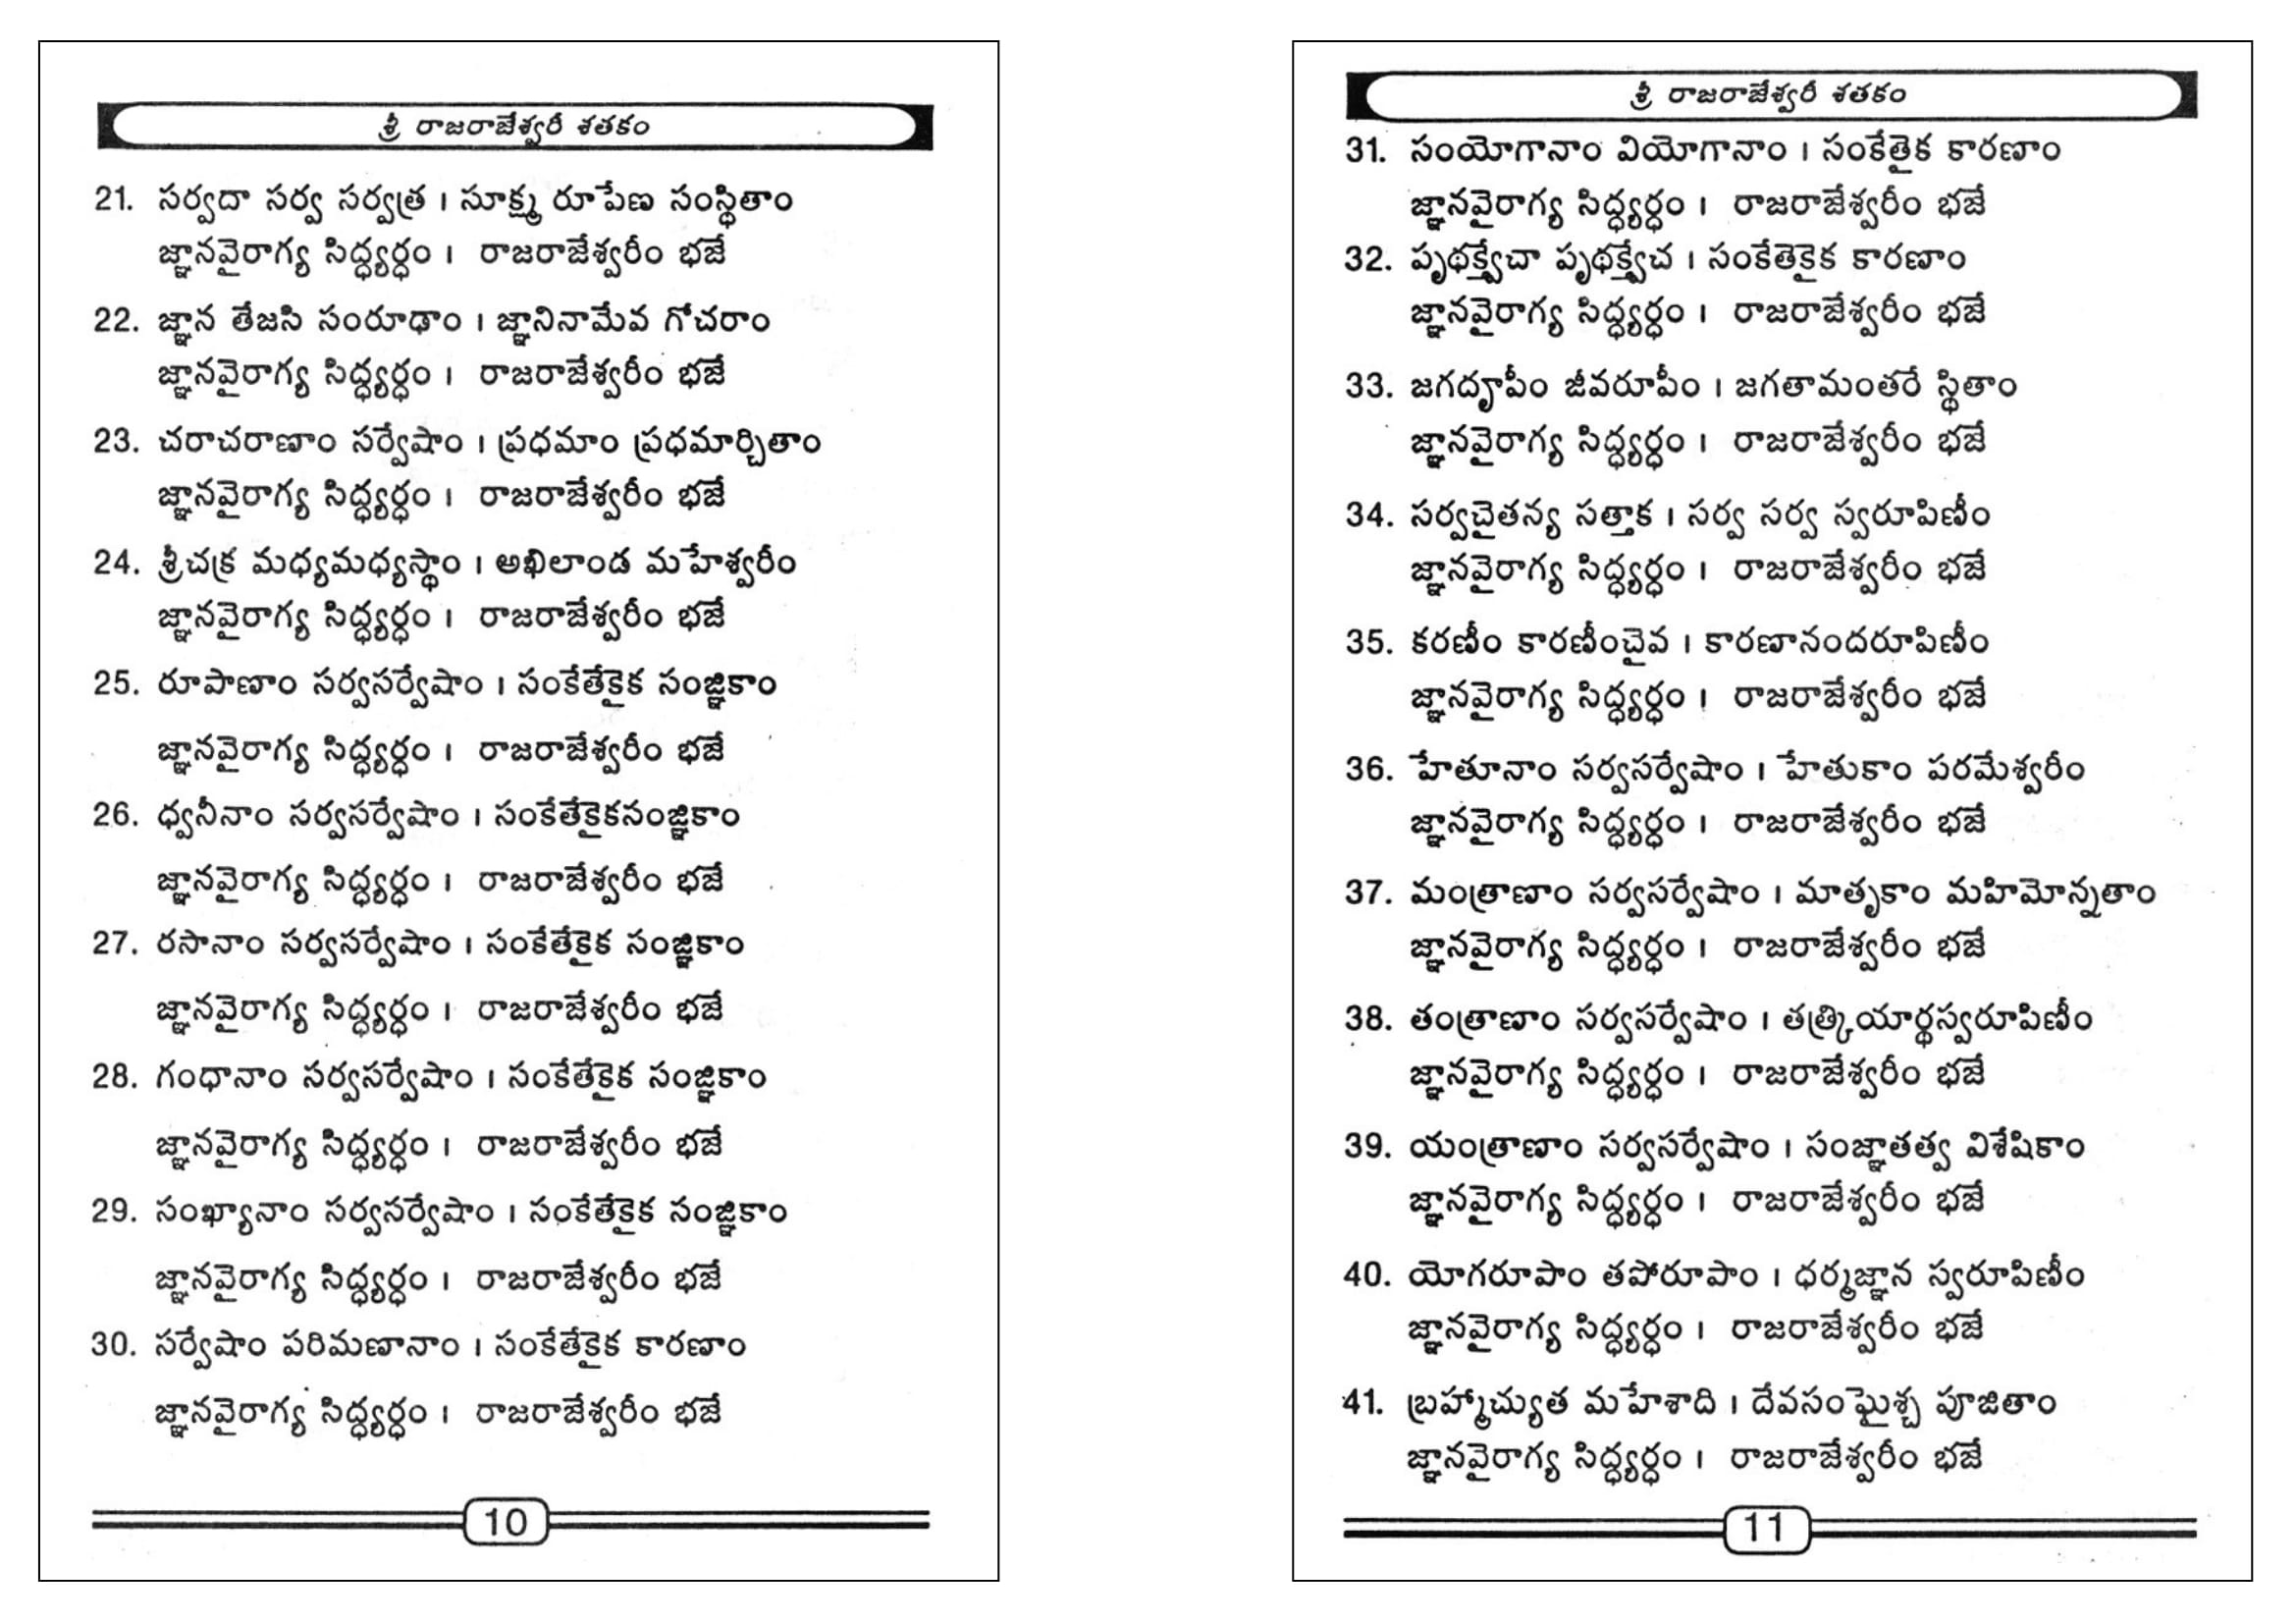 శ్రీ రాజరాజేశ్వరీ శతకం
21. సర్వదా సర్వ సర్వత్ర । సూక్ష్మ రూపేణ సంస్థితాం
జ్ఞానవైరాగ్య సిద్ధ్యర్ధం । రాజరాజేశ్వరీం భజే
22. జ్ఞాన తేజసి సంరూఢాం । జ్ఞానినామేవ గోచరాం
జ్ఞానవైరాగ్య సిద్ధ్యర్ధం । రాజరాజేశ్వరీం భజే
23. చరాచరాణాం సర్వేషాం । ప్రధమాం ప్రధమార్చితాం
జ్ఞానవైరాగ్య సిద్ధ్యర్ధం । రాజరాజేశ్వరీం భజే
24. శ్రీచక్ర మధ్యమధ్యస్థాం । అఖిలాండ మహేశ్వరీం
జ్ఞానవైరాగ్య సిద్ధ్యర్ధం । రాజరాజేశ్వరీం భజే
25. రూపాణాం సర్వసర్వేషాం । సంకేతేకైక సంజ్ఞికాం
జ్ఞానవైరాగ్య సిద్ధ్యర్ధం । రాజరాజేశ్వరీం భజే
26. ధ్వనీనాం సర్వసర్వేషాం । సంకేతేకైకసంజ్ఞికాం
జ్ఞానవైరాగ్య సిద్ధ్యర్ధం । రాజరాజేశ్వరీం భజే
27. రసానాం సర్వసర్వేషాం । సంకేతేకైక సంజ్ఞికాం
జ్ఞానవైరాగ్య సిద్ధ్యర్ధం । రాజరాజేశ్వరీం భజే
28. గంధానాం సర్వసర్వేషాం । సంకేతేకైక సంజ్ఞికాం
జ్ఞానవైరాగ్య సిద్ధ్యర్ధం । రాజరాజేశ్వరీం భజే
29. సంఖ్యానాం సర్వసర్వేషాం । సంకేతేకైక సంజ్ఞికాం
జ్ఞానవైరాగ్య సిద్ధ్యర్ధం । రాజరాజేశ్వరీం భజే
30. సర్వేషాం పరిమణానాం । సంకేతేకైక కారణాం
జ్ఞానవైరాగ్య సిద్ధ్యర్ధం । రాజరాజేశ్వరీం భజే
10
శ్రీ రాజరాజేశ్వరీ శతకం
31. సంయోగానాం వియోగానాం । సంకేతైక కారణాం
జ్ఞానవైరాగ్య సిద్ధ్యర్ధం । రాజరాజేశ్వరీం భజే
32. పృథక్త్వేచా పృథక్త్వేచ । సంకేతెకైక కారణాం
జ్ఞానవైరాగ్య సిద్ధ్యర్ధం । రాజరాజేశ్వరీం భజే
33. జగద్రూపీం జీవరూపీం । జగతామంతరే స్థితాం
జ్ఞానవైరాగ్య సిద్ధ్యర్ధం । రాజరాజేశ్వరీం భజే
34. సర్వచైతన్య సత్తాక । సర్వ సర్వ స్వరూపిణీం
జ్ఞానవైరాగ్య సిద్ధ్యర్ధం । రాజరాజేశ్వరీం భజే
35. కరణీం కారణీంచైవ । కారణానందరూపిణీం
జ్ఞానవైరాగ్య సిద్ధ్యర్ధం । రాజరాజేశ్వరీం భజే
36. హేతూనాం సర్వసర్వేషాం । హేతుకాం పరమేశ్వరీం
జ్ఞానవైరాగ్య సిద్ధ్యర్ధం । రాజరాజేశ్వరీం భజే
37. మంత్రాణాం సర్వసర్వేషాం । మాతృకాం మహిమోన్నతాం
జ్ఞానవైరాగ్య సిద్ధ్యర్ధం । రాజరాజేశ్వరీం భజే
38. తంత్రాణాం సర్వసర్వేషాం । తత్క్రియార్థస్వరూపిణీం
జ్ఞానవైరాగ్య సిద్ధ్యర్ధం । రాజరాజేశ్వరీం భజే
39. యంత్రాణాం సర్వసర్వేషాం । సంజ్ఞాతత్వ విశేషికాం
జ్ఞానవైరాగ్య సిద్ధ్యర్ధం । రాజరాజేశ్వరీం భజే
40. యోగరూపాం తపోరూపాం । ధర్మజ్ఞాన స్వరూపిణీం
జ్ఞానవైరాగ్య సిద్ధ్యర్ధం । రాజరాజేశ్వరీం భజే
41. బ్రహ్మాచ్యుత మహేశాది । దేవసంఘైశ్చ పూజితాం
జ్ఞానవైరాగ్య సిద్ధ్యర్ధం । రాజరాజేశ్వరీం భజే
11